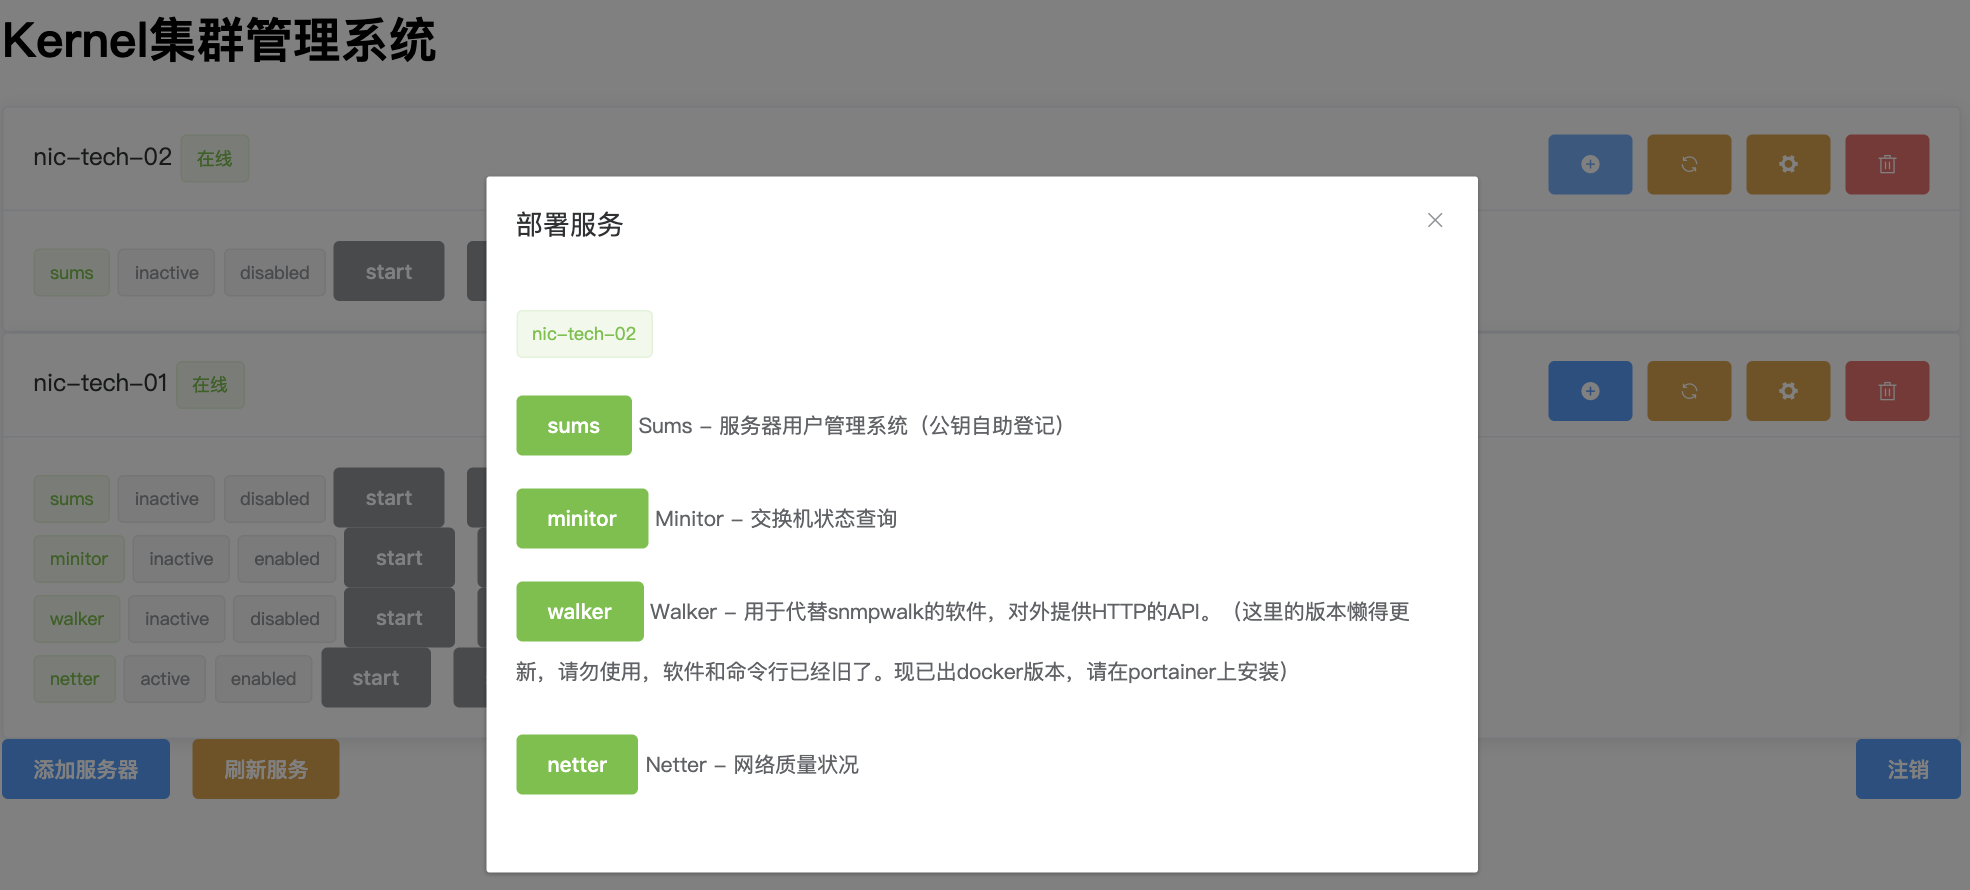 Kernel集群管理系统
nic-tech-02 在线
sums inactive disabled start
nic-tech-01 在线
sums inactive disabled start
minitor inactive enabled start
walker inactive disabled start
netter active enabled start
添加服务器 刷新服务 注销
部署服务
nic-tech-02
sums Sums - 服务器用户管理系统（公钥自助登记）
minitor Minitor - 交换机状态查询
walker Walker - 用于代替snmpwalk的软件，对外提供HTTP的API。（这里的版本懒得更
新，请勿使用，软件和命令行已经旧了。现已出docker版本，请在portainer上安装）
netter Netter - 网络质量状况